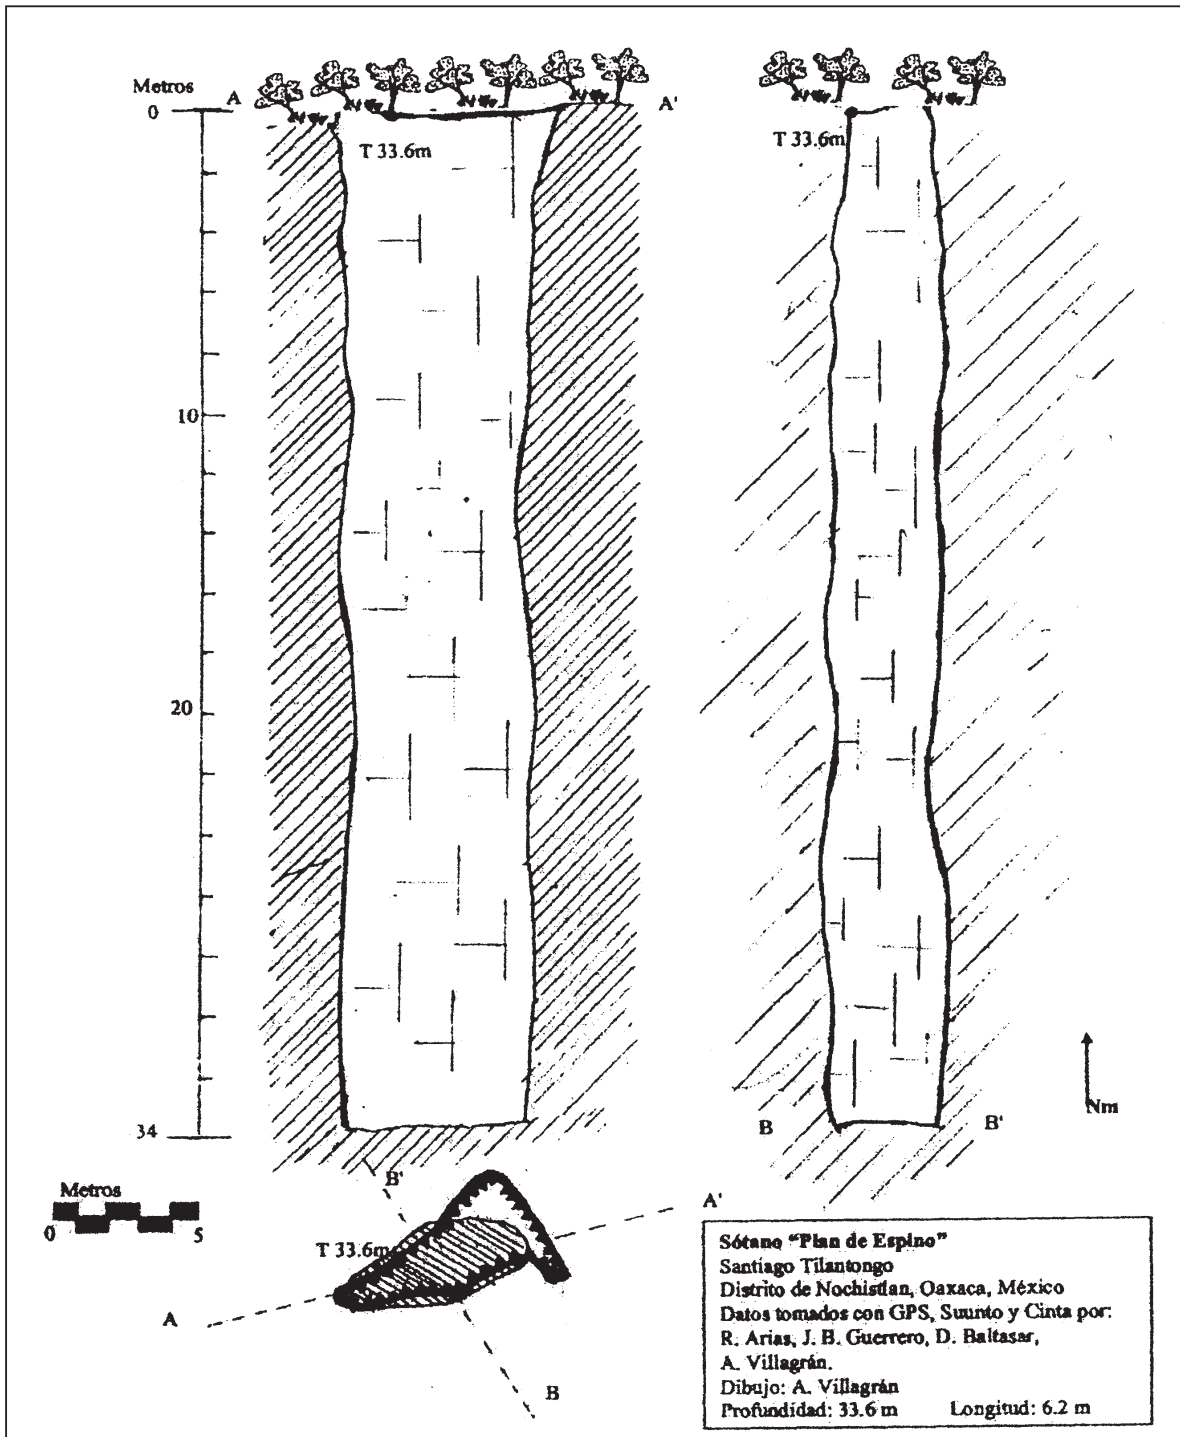 Metros
0
A
A'
T 33.6m
T 33.6m
10
20
34
B
B'
Nm
Metros
0
5
B'
A'
T 33.6m
A
B
Sótano “Plan de Espino”
Santiago Tilantongo
Distrito de Nochistlan, Oaxaca, México
Datos tomados con GPS, Suunto y Cinta por:
R. Arias, J. B. Guerrero, D. Baltasar,
A. Villagrán.
Dibujo: A. Villagrán
Profundidad: 33.6 m Longitud: 6.2 m